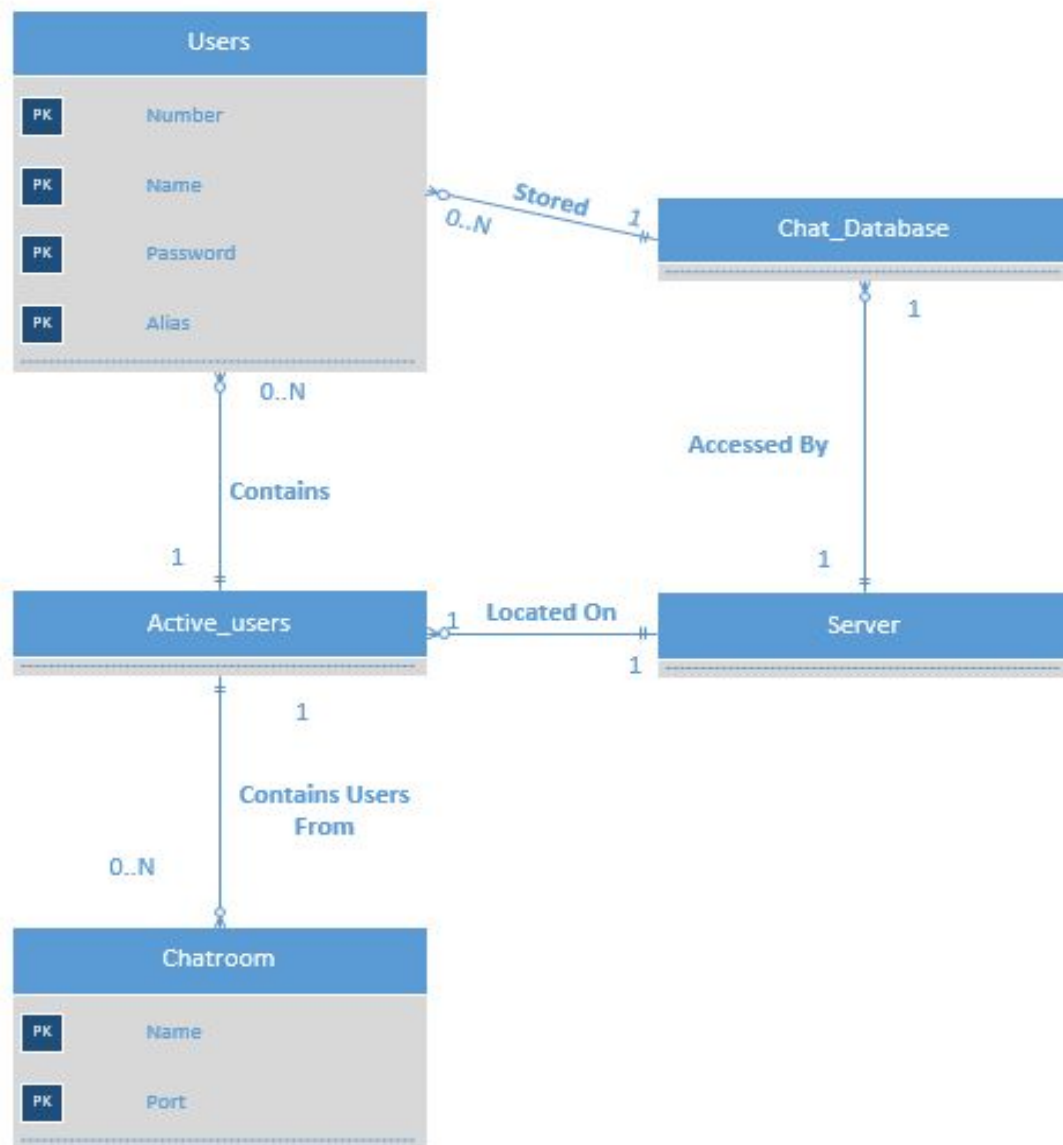 Users
PK Number
PK Name
PK Password
PK Alias
Stored
0..N
1
Chat_Database
1
0..N
Accessed By
Contains
1
1
Active_users
1
Located On
1
Server
1
Contains Users
From
0..N
Chatroom
PK Name
PK Port